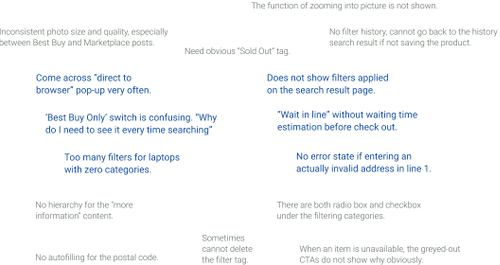 The function of zooming into picture is not shown.
Inconsistent photo size and quality, especially
between Best Buy and Marketplace posts.
No filter history, cannot go back to the history
search result if not saving the product.
Need obvious “Sold Out” tag.
Come across “direct to
browser” pop-up very often.
Does not show filters applied
on the search result page.
‘Best Buy Only’ switch is confusing. “Why
do I need to see it every time searching”
“Wait in line” without waiting time
estimation before check out.
Too many filters for laptops
with zero categories.
No error state if entering an
actually invalid address in line 1.
No hierarchy for the “more
information” content.
There are both radio box and checkbox
under the filtering categories.
Sometimes
cannot delete
the filter tag.
No autofilling for the postal code.
When an item is unavailable, the greyed-out
CTAs do not show why obviously.